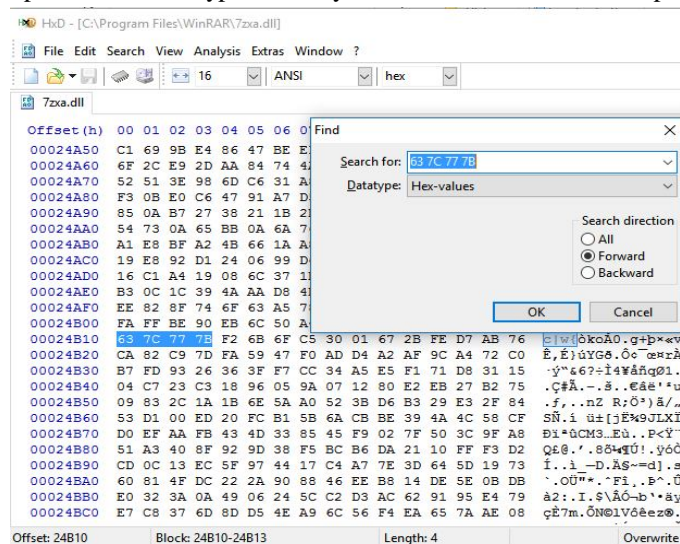 HxD - [C:\Program Files\WinRAR\7zxa.dll]
File Edit Search View Analysis Extras Window ?
16 ANSI hex
7zxa.dll
Offset(h) 00 01 02 03 04 05 06
00024A50 C1 69 9B E4 86 47 BE
00024A60 6F 2C E9 2D AA 84 74
00024A70 52 51 3E 98 6D C6 31
00024A80 F3 0B E0 C6 47 91 A7
00024A90 85 0A B7 27 38 21 1B
00024AA0 54 73 0A 65 BB 0A 6A
00024AB0 A1 E8 BF A2 4B 66 1A
00024AC0 19 E8 92 D1 24 06 99
00024AD0 16 C1 A4 19 08 6C 37
00024AE0 B3 0C 1C 39 4A AA D8
00024AF0 EE 82 8F 74 6F 63 A5
00024B00 FA FF BE 90 EB 6C 50
00024B10 63 7C 77 7B F2 6B 6F C5 30 01 67 2B FE D7 AB 76
00024B20 CA 82 C9 7D FA 59 47 F0 AD D4 A2 AF 9C A4 72 C0
00024B30 B7 FD 93 26 36 3F F7 CC 34 A5 E5 F1 71 D8 31 15
00024B40 04 C7 23 C3 18 96 05 9A 07 12 80 E2 EB 27 B2 75
00024B50 09 83 2C 1A 1B 6E 5A A0 52 3B D6 B3 29 E3 2F 84
00024B60 53 D1 00 ED 20 FC B1 5B 6A CB BE 39 4A 4C 58 CF
00024B70 D0 EF AA FB 43 4D 33 85 45 F9 02 7F 50 3C 9F A8
00024B80 51 A3 40 8F 92 9D 38 F5 BC B6 DA 21 10 FF F3 D2
00024B90 CD 0C 13 EC 5F 97 44 17 C4 A7 7E 3D 64 5D 19 73
00024BA0 60 81 4F DC 22 2A 90 88 46 EE B8 14 DE 5E 0B DB
00024BB0 E0 32 3A 0A 49 06 24 5C C2 D3 AC 62 91 95 E4 79
00024BC0 E7 C8 37 6D 8D D5 4E A9 6C 56 F4 EA 65 7A AE 08
Find
Search for: 63 7C 77 7B
Datatype: Hex-values
Search direction
All
Forward
Backward
OK Cancel
Offset: 24B10 Block: 24B10-24B13 Length: 4 Overwrite